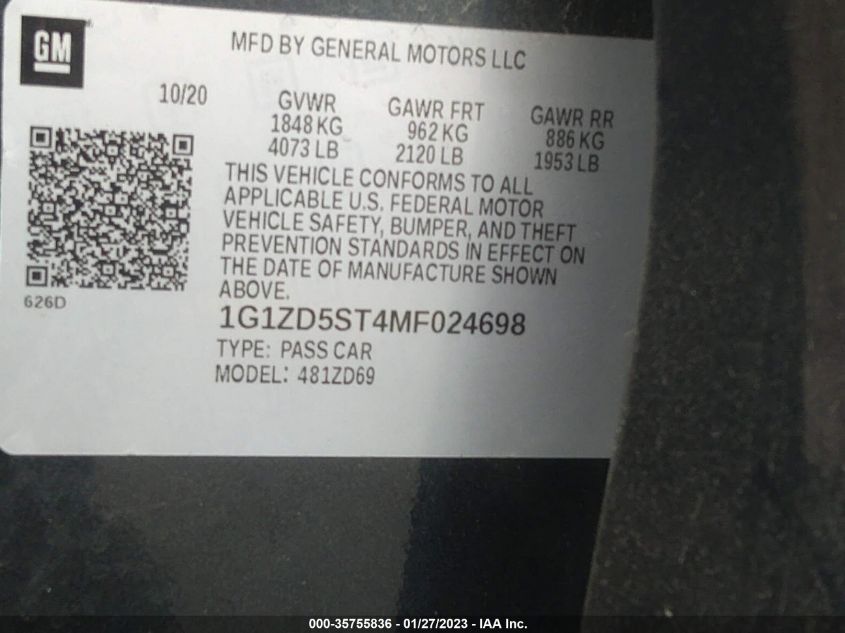 GM
MFD BY GENERAL MOTORS LLC
10/20
GVWR
1848 KG
4073 LB
GAWR FRT
962 KG
2120 LB
GAWR RR
886 KG
1953 LB
THIS VEHICLE CONFORMS TO ALL
APPLICABLE U.S. FEDERAL MOTOR
VEHICLE SAFETY, BUMPER, AND THEFT
PREVENTION STANDARDS IN EFFECT ON
THE DATE OF MANUFACTURE SHOWN
ABOVE.
626D
1G1ZD5ST4MF024698
TYPE: PASS CAR
MODEL: 481ZD69
000-35755836 - 01/27/2023 - IAA Inc.